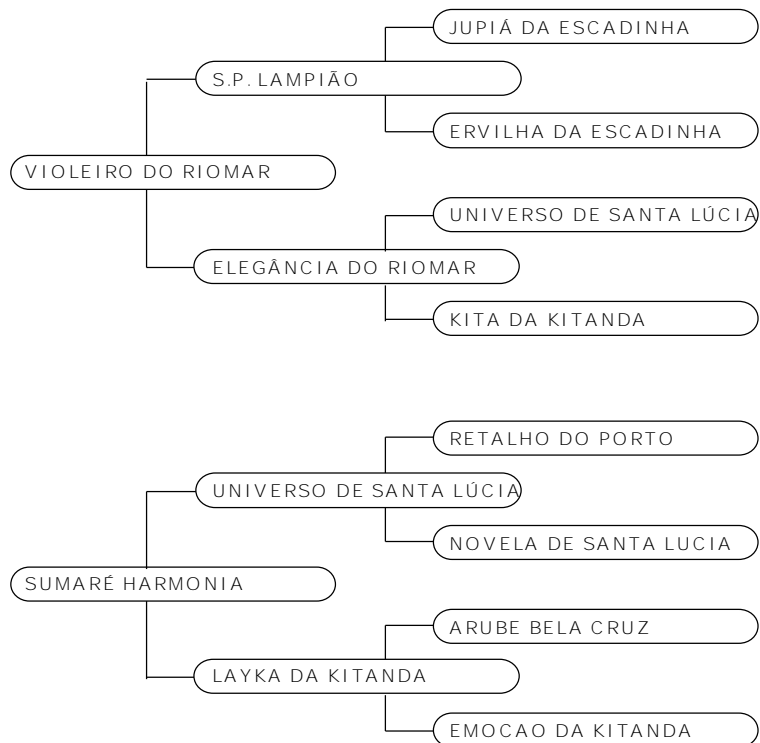 JUPIÁ DA ESCADINHA
S.P. LAMPIÃO
ERVILHA DA ESCADINHA
VIOLEIRO DO RIOMAR
UNIVERSO DE SANTA LÚCIA
ELEGÂNCIA DO RIOMAR
KITA DA KITANDA
RETALHO DO PORTO
UNIVERSO DE SANTA LÚCIA
NOVELA DE SANTA LUCIA
SUMARÉ HARMONIA
ARUBE BELA CRUZ
LAYKA DA KITANDA
EMOCAO DA KITANDA